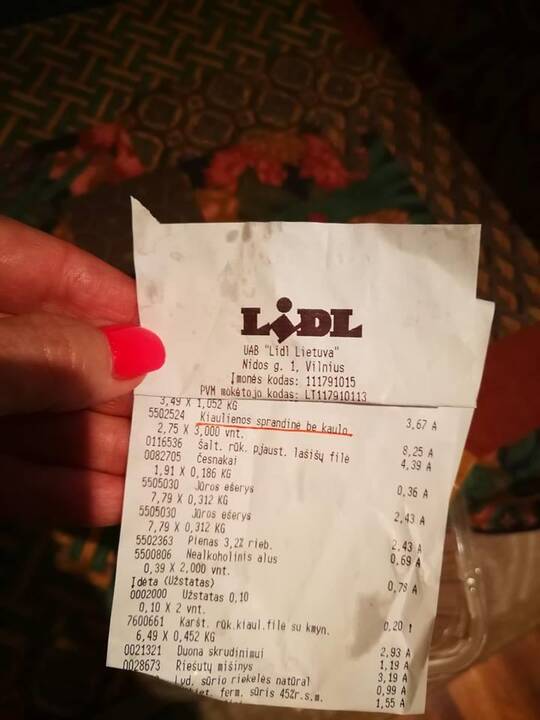 LiDL
UAB "Lidl Lietuva"
Nidos g. 1, Vilnius
Įmonės kodas: 111791015
PVM mokėtojo kodas: LT117910113
3,49 X 1,052 KG 3,67 A
5502524 Kiaulienos sprandinė be kaulo
2,75 X 3,000 vnt. 8,25 A
0116536 Šalt. rūk. pjaust. lašišų filė 4,39 A
0082705 Česnakai
1,91 X 0,186 KG 0,36 A
5505030 Jūros ešerys
7,79 X 0,312 KG 2,43 A
5505030 Jūros ešerys
7,79 X 0,312 KG 2,43 A
5502363 Pienas 3,2% rieb. 0,69 A
5500806 Nealkoholinis alus
0,39 X 2,000 vnt. 0,78 A
Įdėta (Užstatas)
0002000 Užstatas 0,10
0,10 X 2 vnt. 0,20
7600661 Karšt. rūk.kiaul.filė su kmyn.
6,49 X 0,452 KG 2,93 A
0021321 Duona skrudinimui 1,19 A
0028673 Riešutų mišinys 3,19 A
Lyd. sūrio riekelės natūral 0,99 A
ferm. sūris 45%r.s.m. 1,55 A